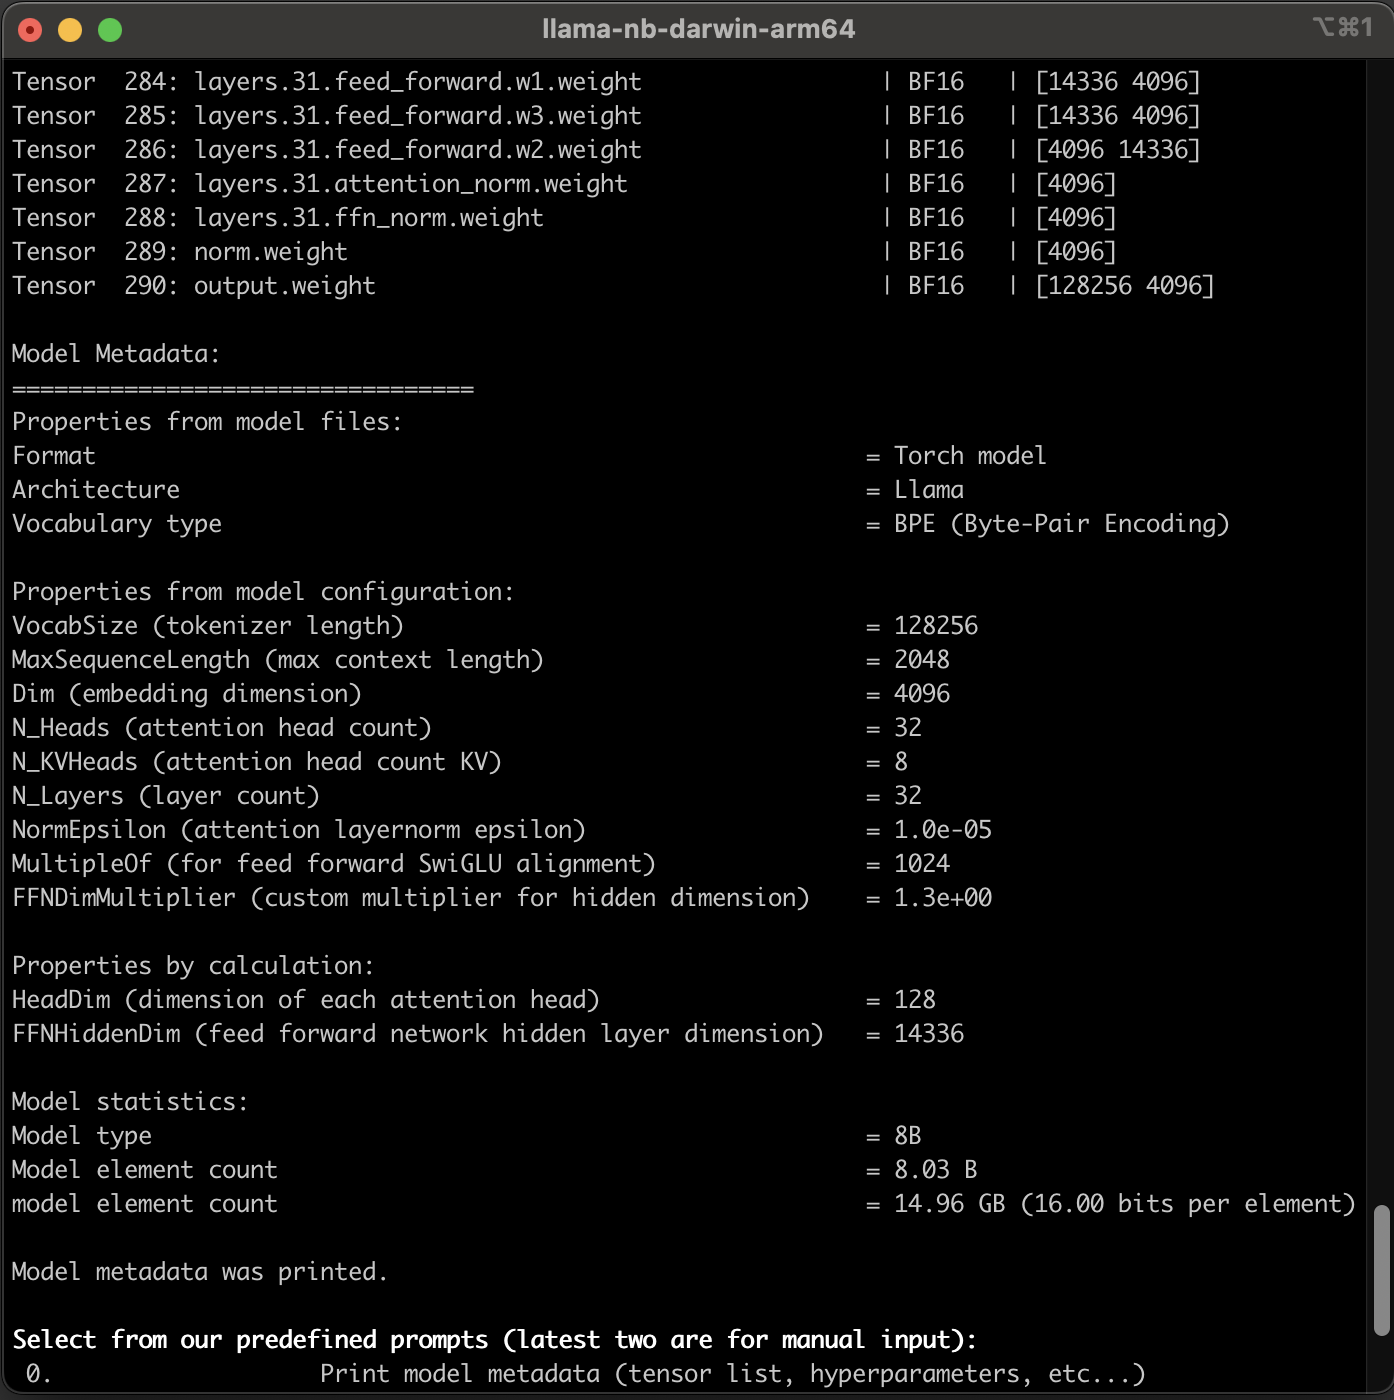 llama-nb-darwin-arm64 ⌥⌘1
Tensor  284: layers.31.feed_forward.w1.weight | BF16 | [14336 4096]
Tensor  285: layers.31.feed_forward.w3.weight | BF16 | [14336 4096]
Tensor  286: layers.31.feed_forward.w2.weight | BF16 | [4096 14336]
Tensor  287: layers.31.attention_norm.weight | BF16 | [4096]
Tensor  288: layers.31.ffn_norm.weight | BF16 | [4096]
Tensor  289: norm.weight | BF16 | [4096]
Tensor  290: output.weight | BF16 | [128256 4096]
Model Metadata:
=================================
Properties from model files:
Format = Torch model
Architecture = Llama
Vocabulary type = BPE (Byte-Pair Encoding)
Properties from model configuration:
VocabSize (tokenizer length) = 128256
MaxSequenceLength (max context length) = 2048
Dim (embedding dimension) = 4096
N_Heads (attention head count) = 32
N_KVHeads (attention head count KV) = 8
N_Layers (layer count) = 32
NormEpsilon (attention layernorm epsilon) = 1.0e-05
MultipleOf (for feed forward SwiGLU alignment) = 1024
FFNDimMultiplier (custom multiplier for hidden dimension) = 1.3e+00
Properties by calculation:
HeadDim (dimension of each attention head) = 128
FFNHiddenDim (feed forward network hidden layer dimension) = 14336
Model statistics:
Model type = 8B
Model element count = 8.03 B
model element count = 14.96 GB (16.00 bits per element)
Model metadata was printed.
Select from our predefined prompts (latest two are for manual input):
0. Print model metadata (tensor list, hyperparameters, etc...)